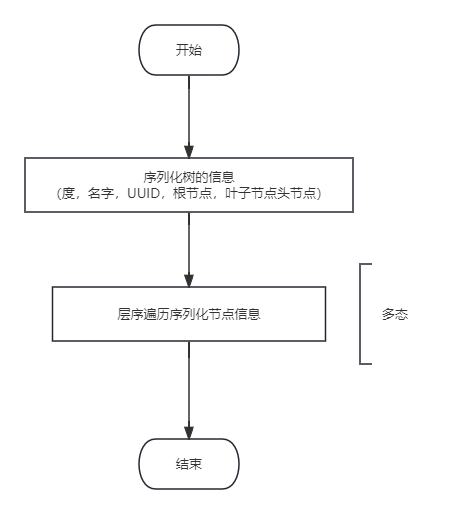 开始
序列化树的信息
（度，名字，UUID，根节点，叶子节点头节点）
层序遍历序列化节点信息
多态
结束